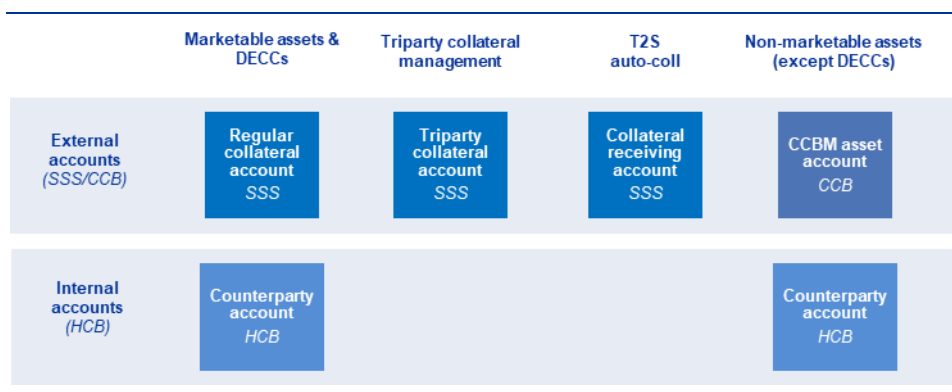 Marketable assets &
DECCs
Triparty collateral
management
T2S
auto-coll
Non-marketable assets
(except DECCs)
External
accounts
(SSS/CCB)
Regular
collateral
account
SSS
Triparty
collateral
account
SSS
Collateral
receiving
account
SSS
CCBM asset
account
CCB
Internal
accounts
(HCB)
Counterparty
account
HCB
Counterparty
account
HCB